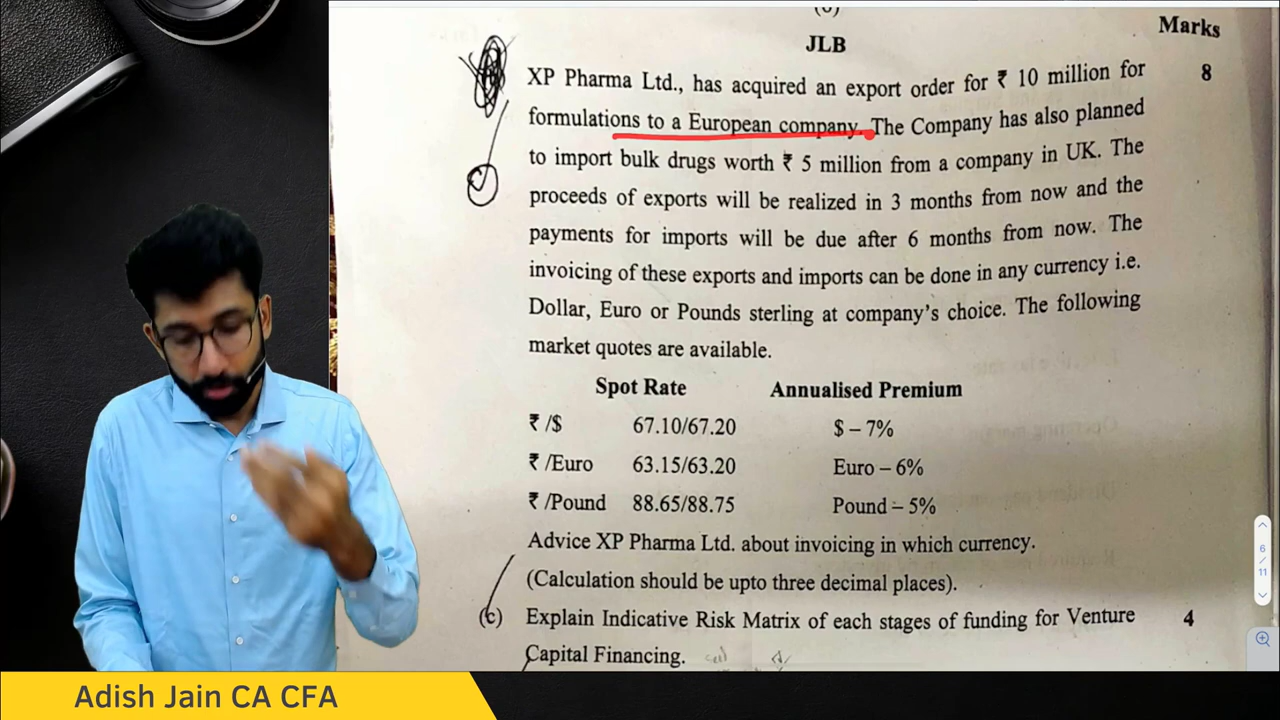 (6)
JLB
Marks
XP Pharma Ltd., has acquired an export order for ₹ 10 million for 8
formulations to a European company. The Company has also planned
to import bulk drugs worth ₹ 5 million from a company in UK. The
proceeds of exports will be realized in 3 months from now and the
payments for imports will be due after 6 months from now. The
invoicing of these exports and imports can be done in any currency i.e.
Dollar, Euro or Pounds sterling at company's choice. The following
market quotes are available.
Spot Rate Annualised Premium
₹ /$ 67.10/67.20 $ – 7%
₹ /Euro 63.15/63.20 Euro – 6%
₹ /Pound 88.65/88.75 Pound – 5%
Advice XP Pharma Ltd. about invoicing in which currency.
(Calculation should be upto three decimal places).
(c) Explain Indicative Risk Matrix of each stages of funding for Venture 4
Capital Financing.
6
/
11
Adish Jain CA CFA